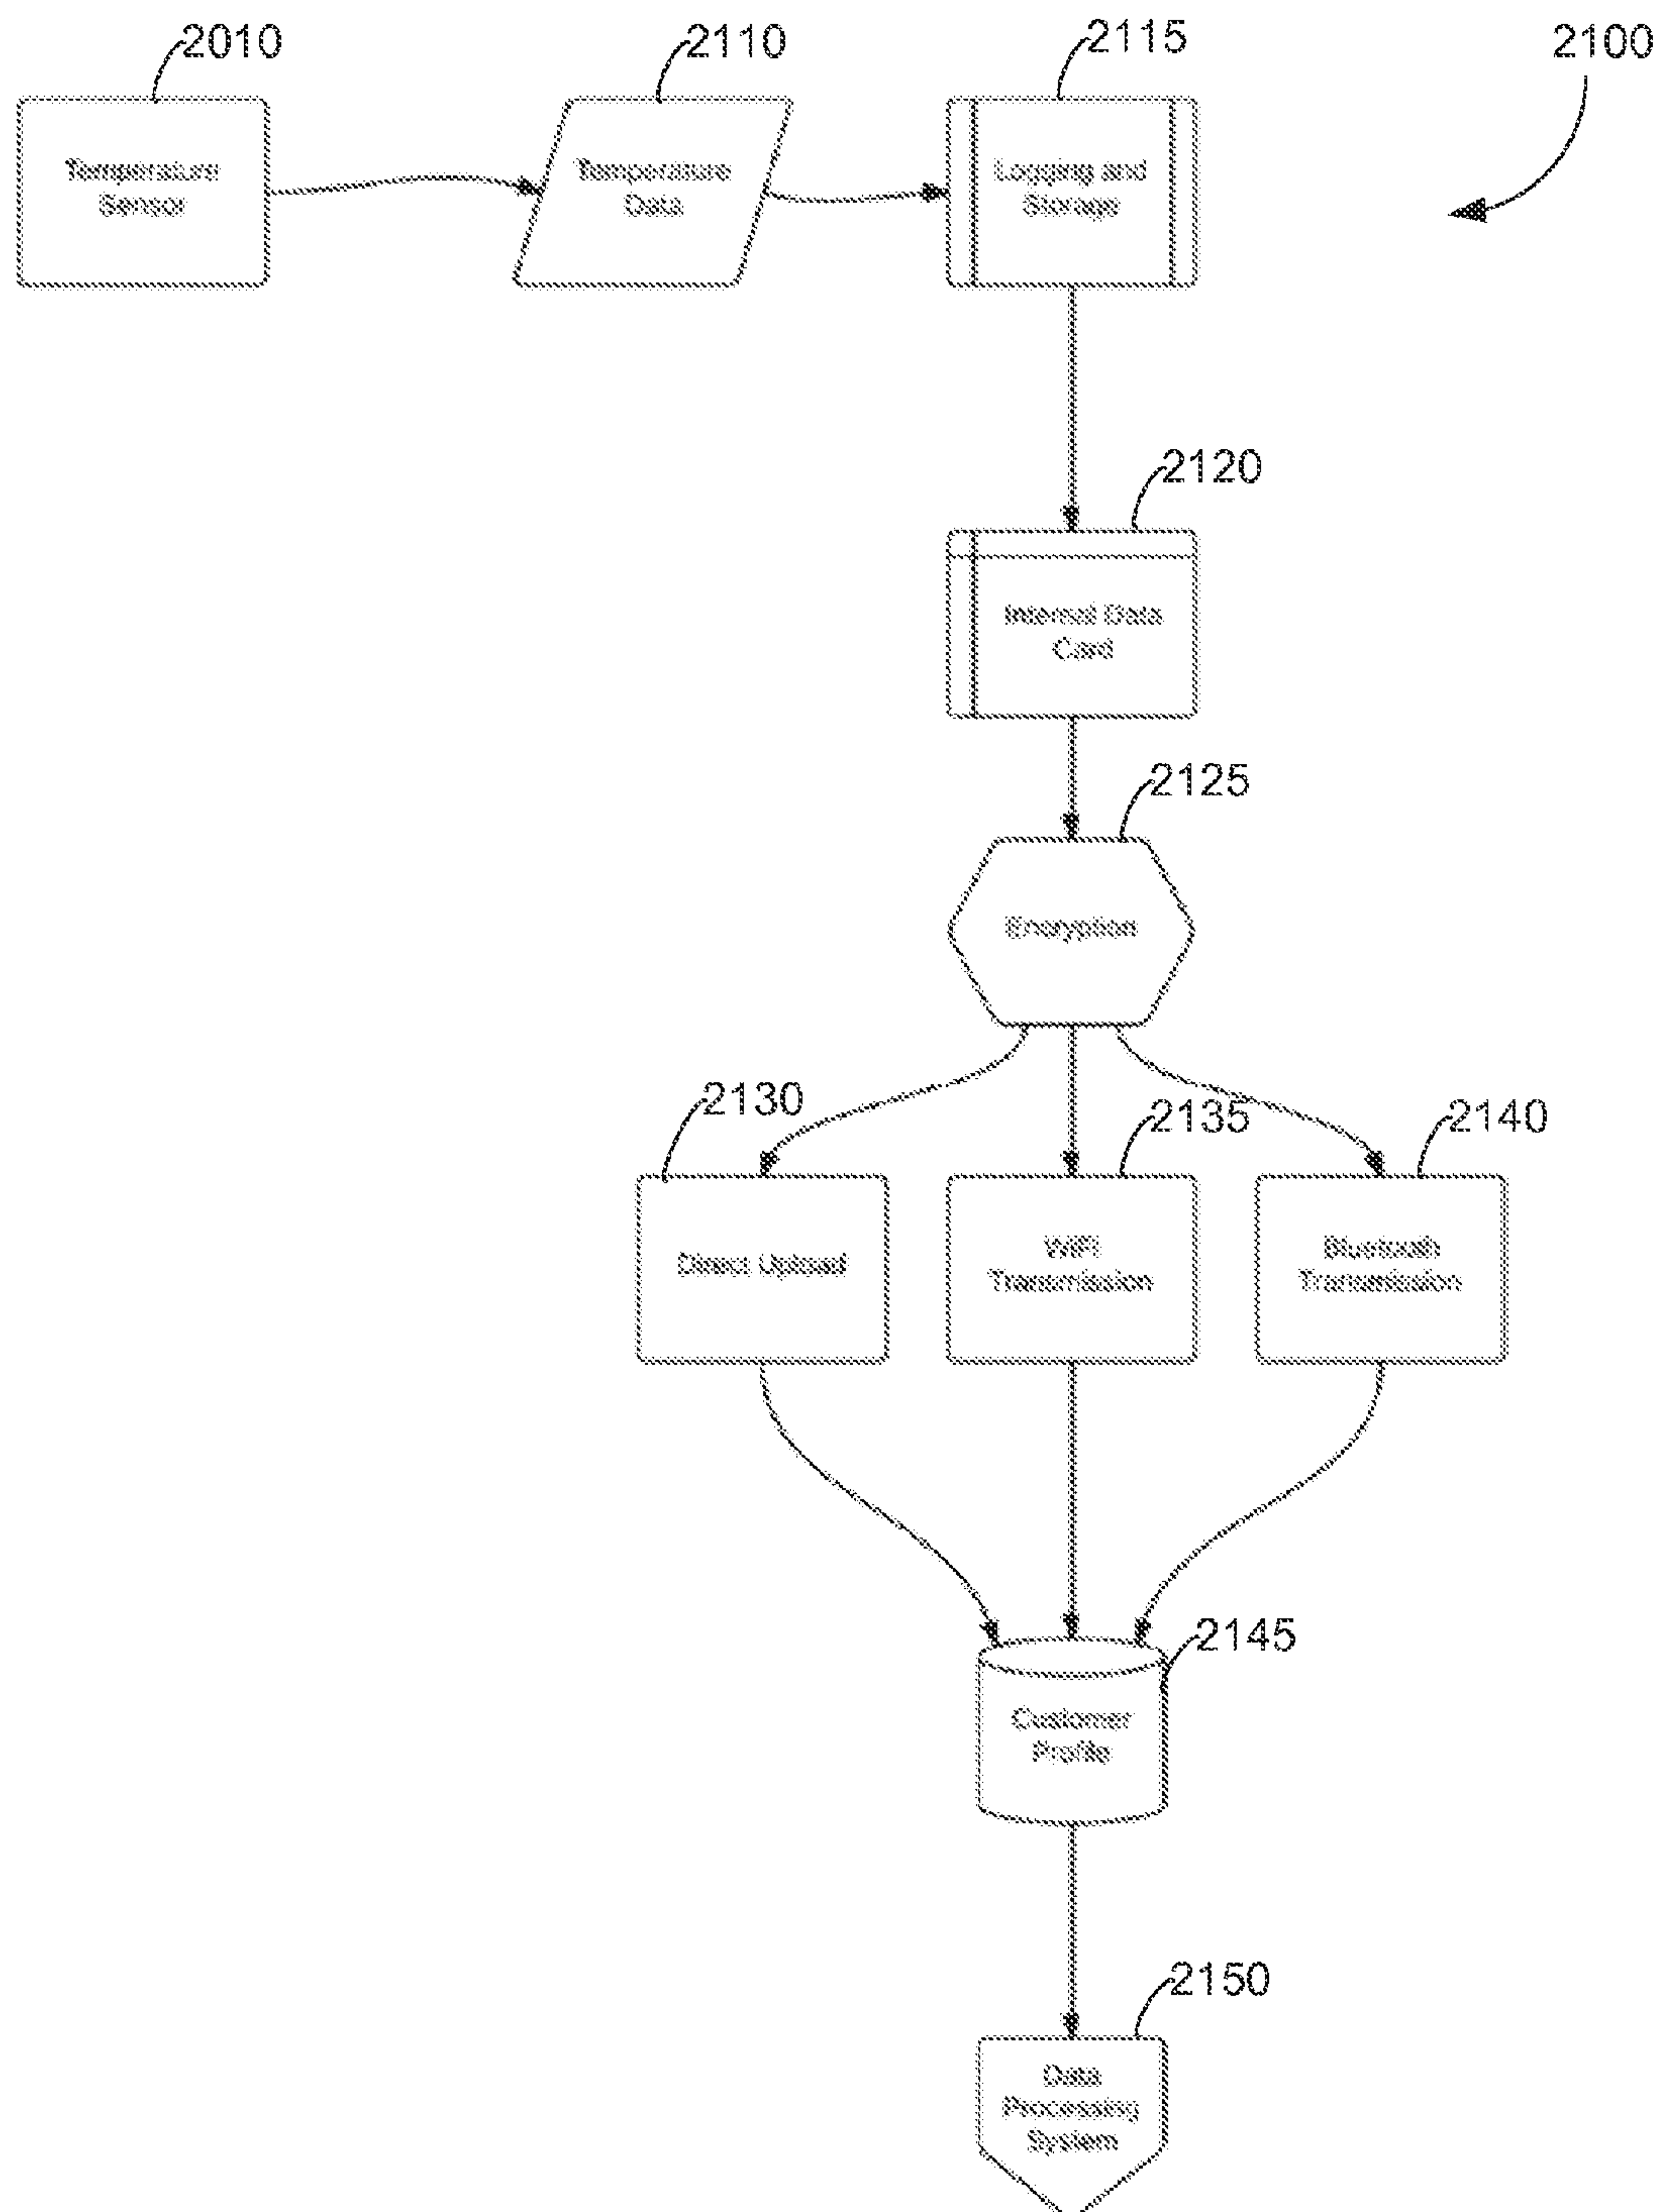 2010
2110
2115
2100
Temperature
Sensor
Temperature
Data
Logging and
Storage
2120
Internal Data
Card
2125
Encryption
2130
2135
2140
Direct Upload
WiFi
Transmission
Bluetooth
Transmission
2145
Customer
Profile
2150
Data
Processing
System